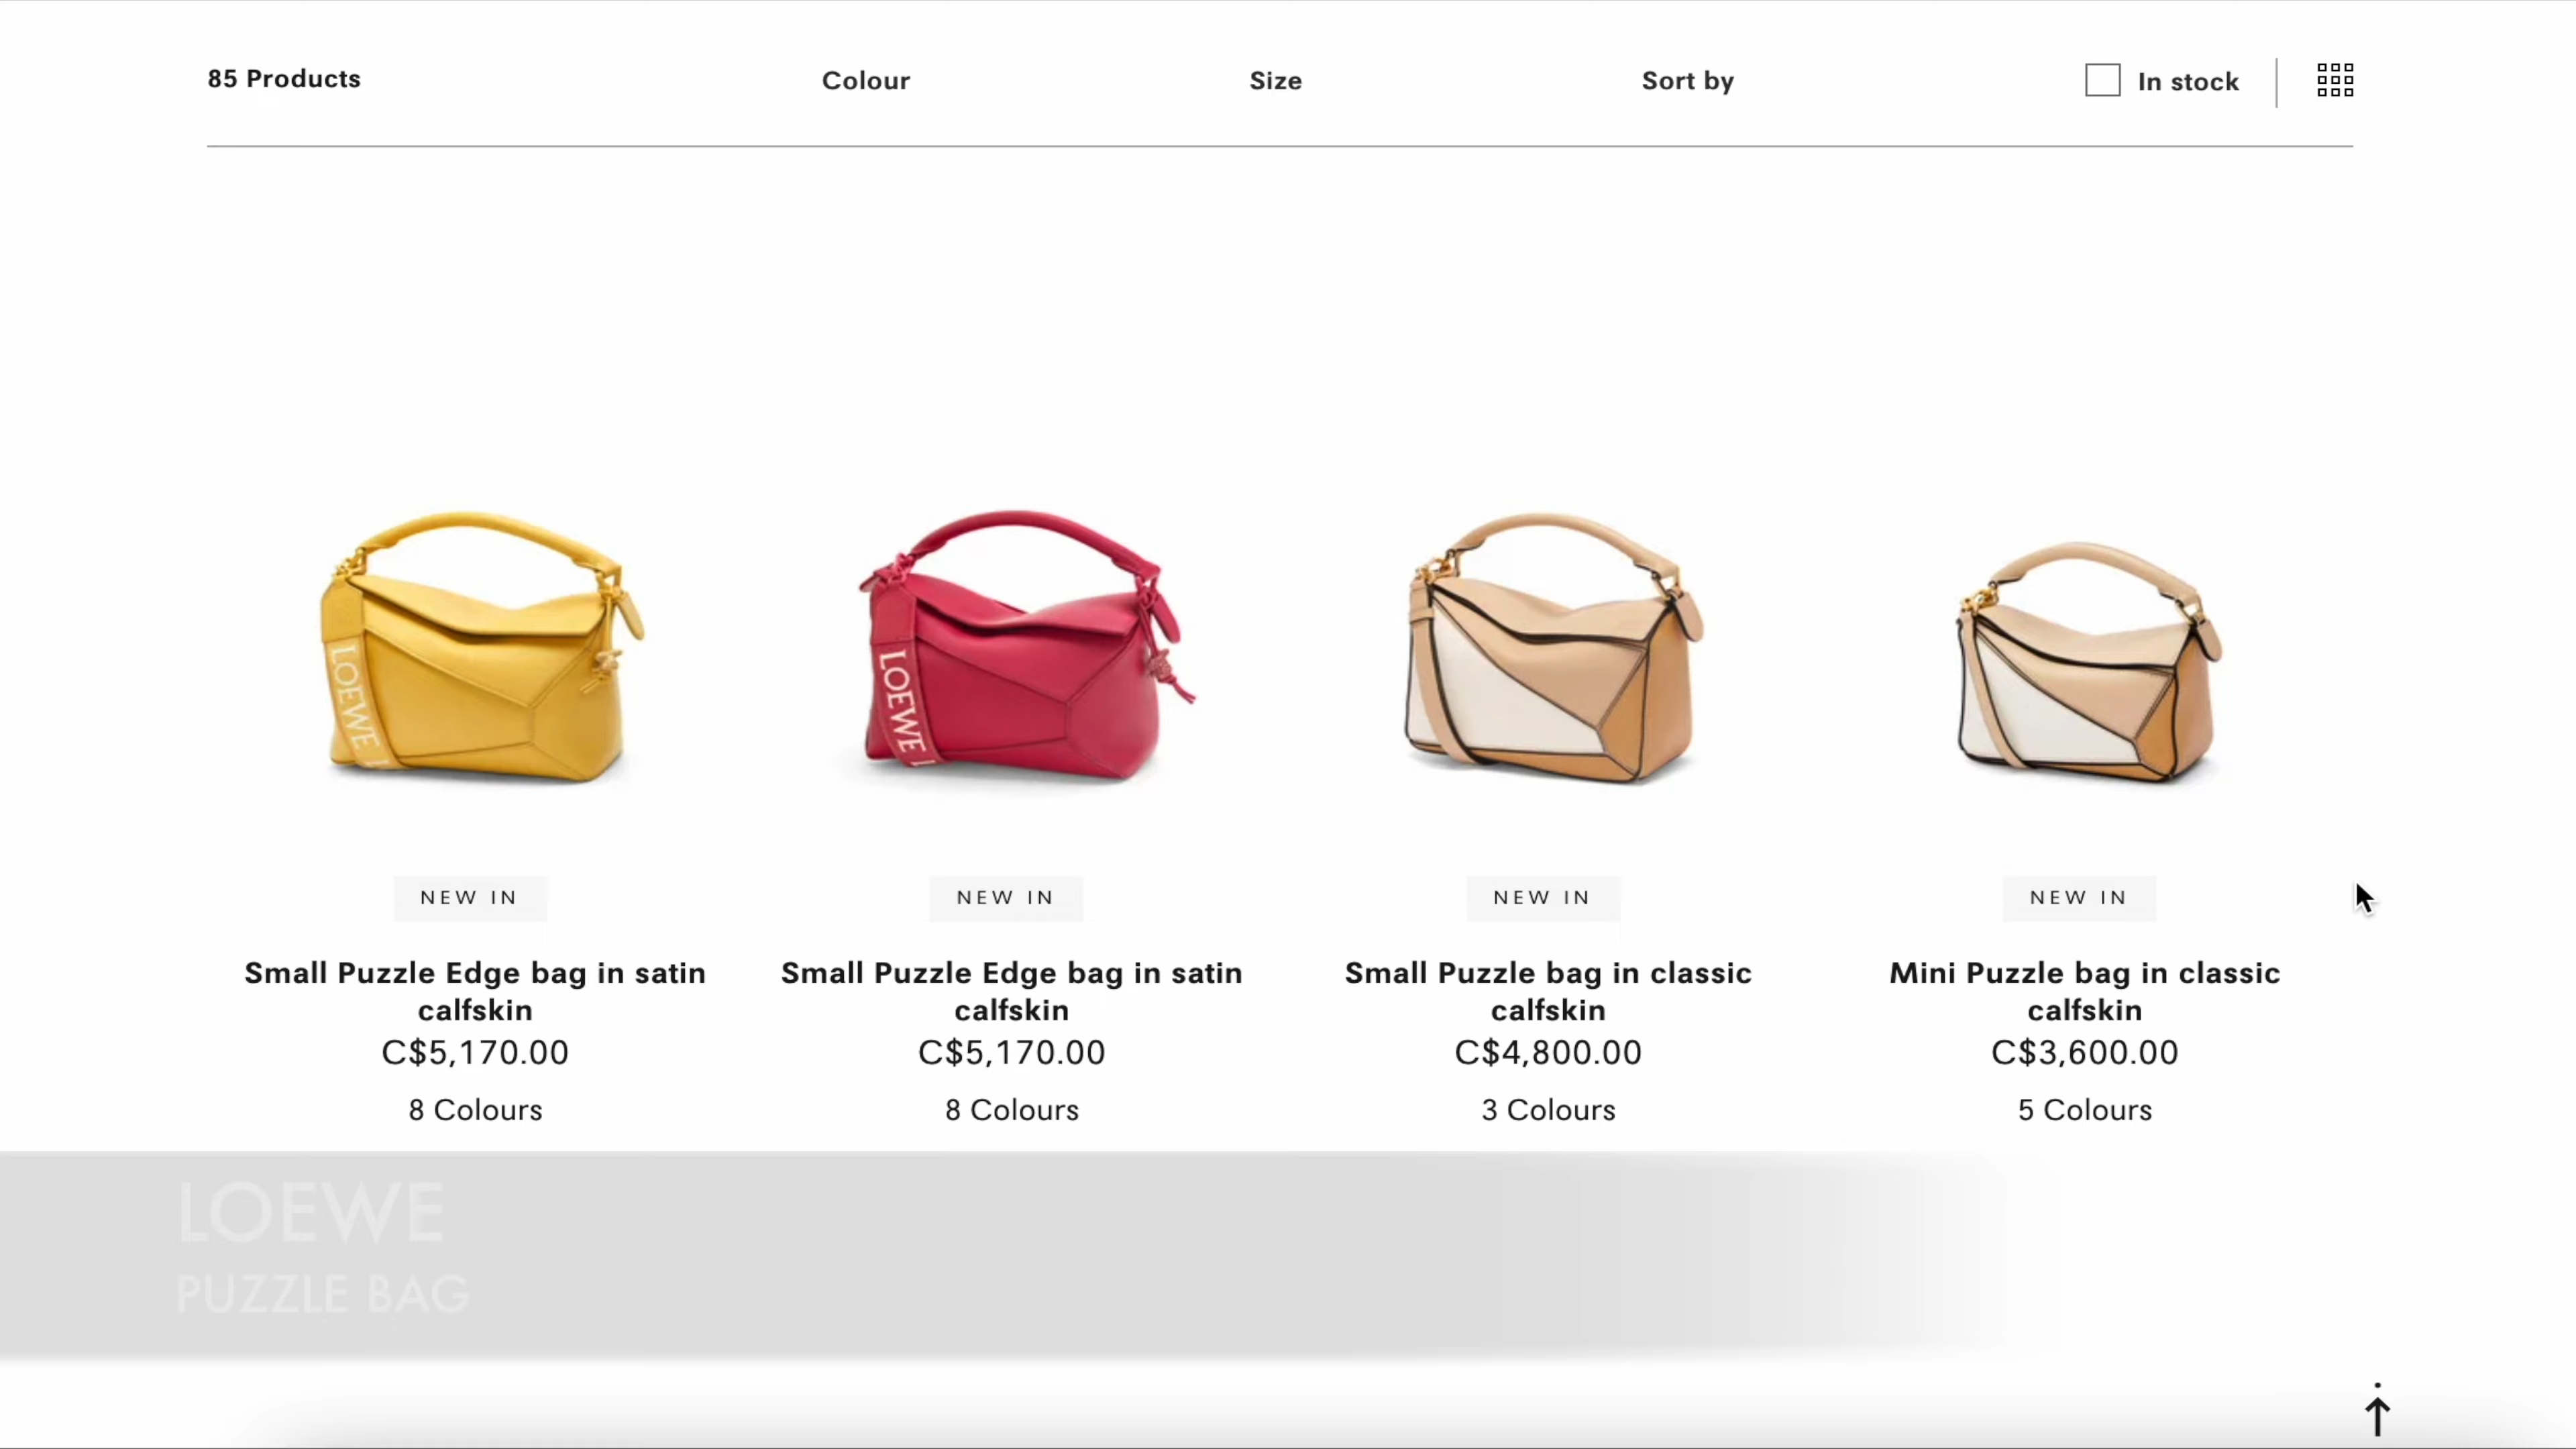 85 Products
Colour
Size
Sort by
In stock
LOEWE
LOEWE
NEW IN
NEW IN
NEW IN
NEW IN
Small Puzzle Edge bag in satin
calfskin
C$5,170.00
8 Colours
Small Puzzle Edge bag in satin
calfskin
C$5,170.00
8 Colours
Small Puzzle bag in classic
calfskin
C$4,800.00
3 Colours
Mini Puzzle bag in classic
calfskin
C$3,600.00
5 Colours
LOEWE
PUZZLE BAG